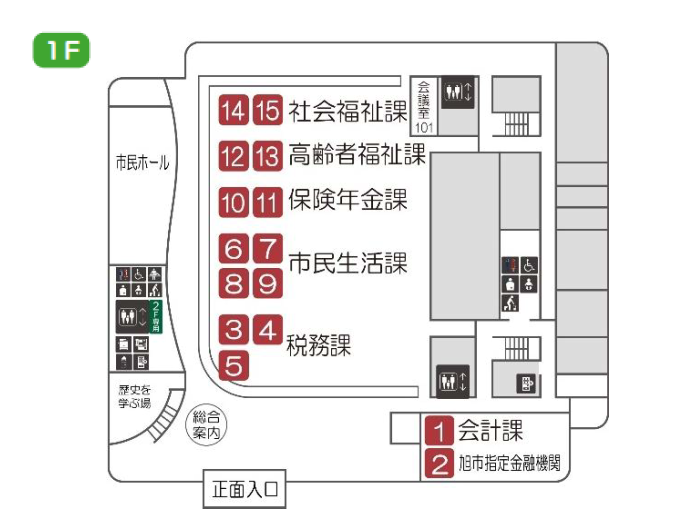 1F
14 15 社会福祉課
会議室
101
12 13 高齢者福祉課
市民ホール
10 11 保険年金課
6 7
市民生活課
8 9
2F専用
3 4
税務課
5
歴史を
学ぶ場
総合
案内
1 会計課
2 旭市指定金融機関
正面入口